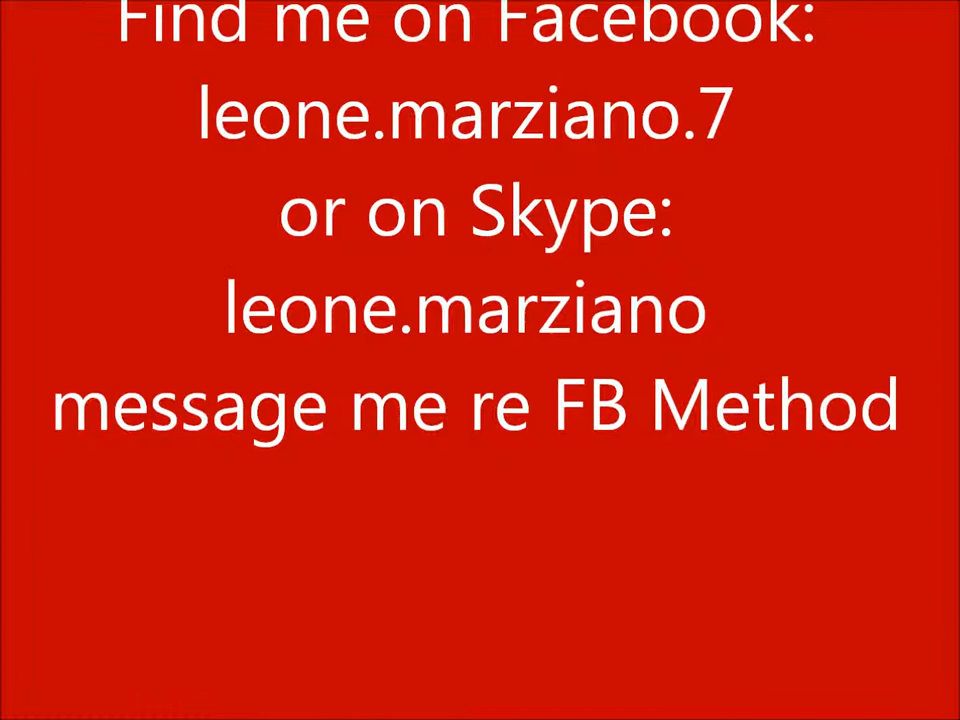 Find me on Facebook:
leone.marziano.7
or on Skype:
leone.marziano
message me re FB Method